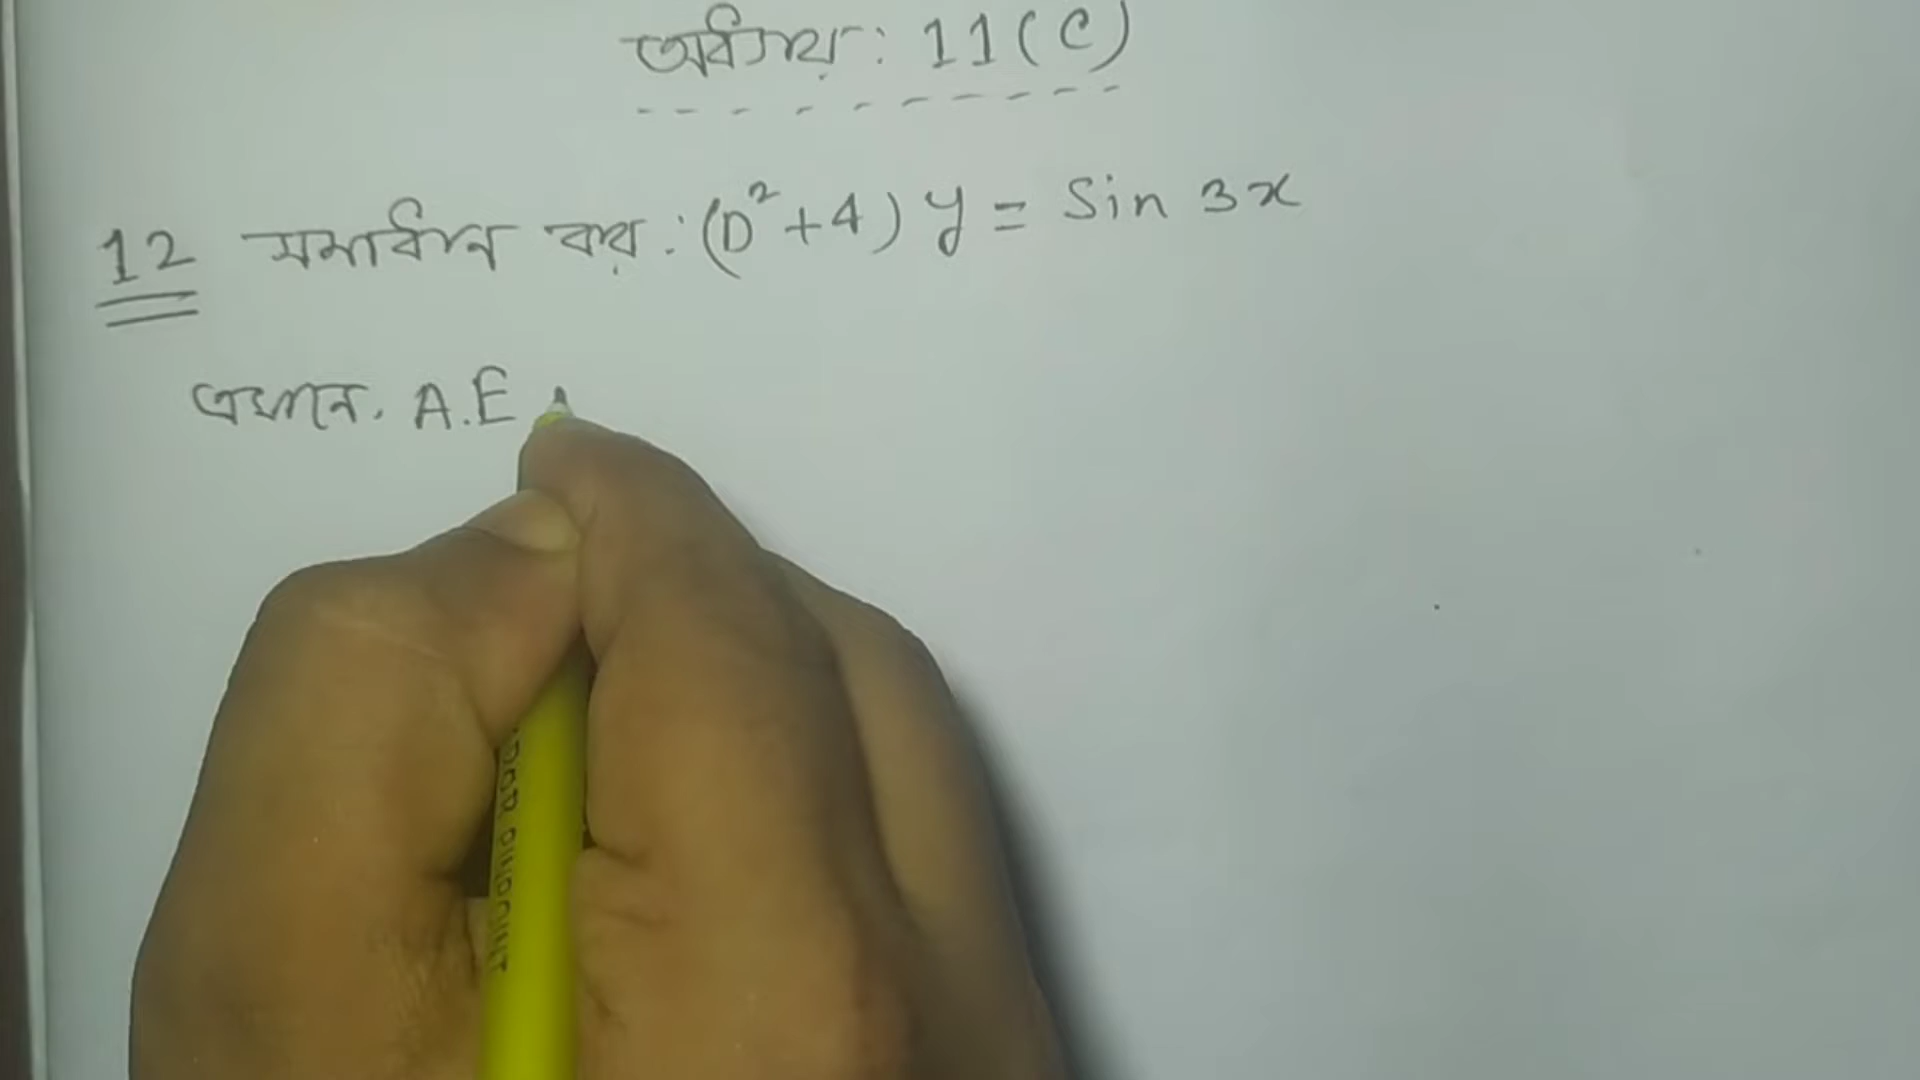 অধ্যায়: 11(C)
12 সমাধান কর: (D²+4) y = Sin 3x
এখানে, A.E